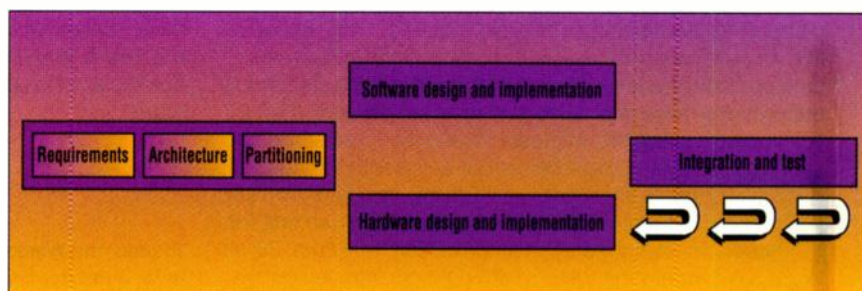 Requirements
Architecture
Partitioning
Software design and implementation
Hardware design and implementation
Integration and test